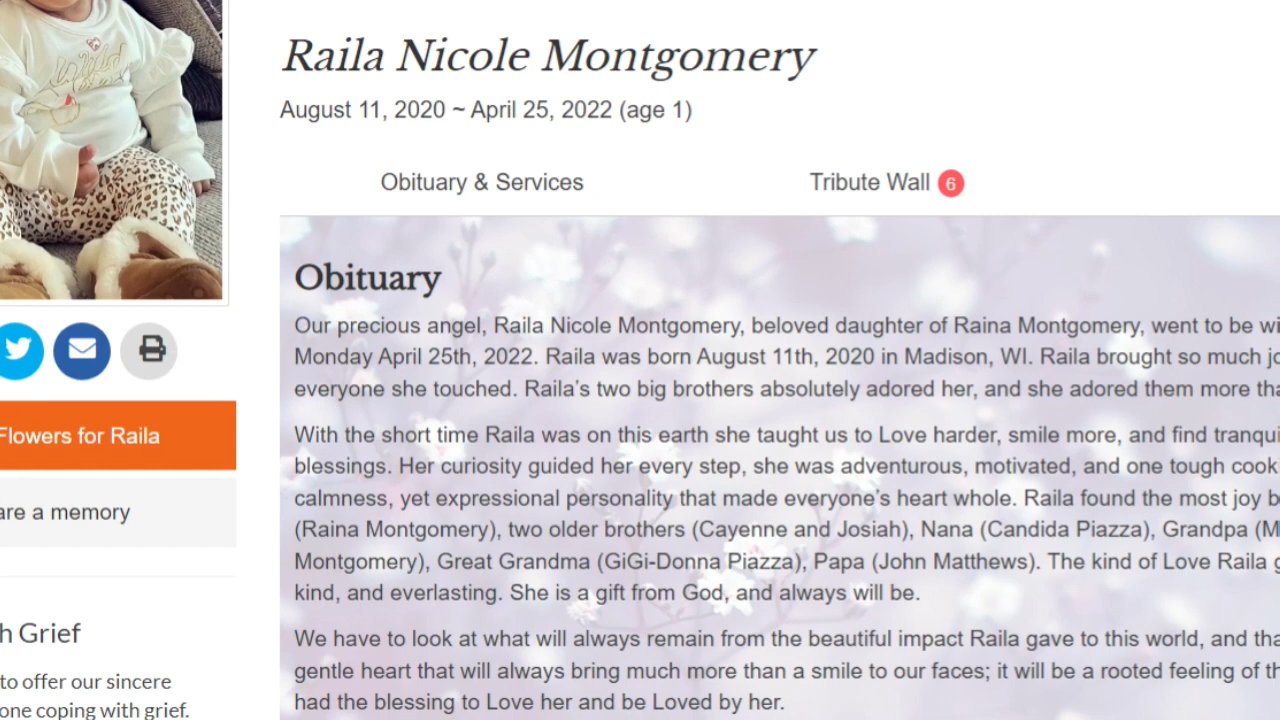 Raila Nicole Montgomery
August 11, 2020 ~ April 25, 2022 (age 1)
Obituary & Services
Tribute Wall 6
Obituary
Our precious angel, Raila Nicole Montgomery, beloved daughter of Raina Montgomery, went to be
Monday April 25th, 2022. Raila was born August 11th, 2020 in Madison, WI. Raila brought so much
everyone she touched. Raila’s two big brothers absolutely adored her, and she adored them more
With the short time Raila was on this earth she taught us to Love harder, smile more, and find
blessings. Her curiosity guided her every step, she was adventurous, motivated, and one tough
calmness, yet expressional personality that made everyone’s heart whole. Raila found the most joy
(Raina Montgomery), two older brothers (Cayenne and Josiah), Nana (Candida Piazza), Grandpa
Montgomery), Great Grandma (GiGi-Donna Piazza), Papa (John Matthews). The kind of Love Raila
kind, and everlasting. She is a gift from God, and always will be.
We have to look at what will always remain from the beautiful impact Raila gave to this world, and
gentle heart that will always bring much more than a smile to our faces; it will be a rooted feeling of
had the blessing to Love her and be Loved by her.
Flowers for Raila
a memory
Grief
to offer our sincere
one coping with grief.